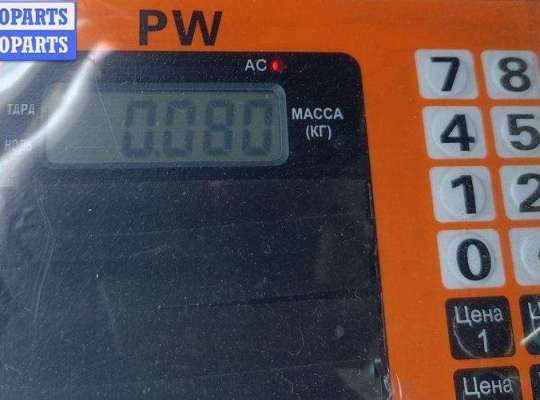 OPARTS
OPARTS
PW
AC
ТАРА
НОЛЬ
0.080
МАССА
(КГ)
7
8
4
5
1
2
0
Цена
1
Цена